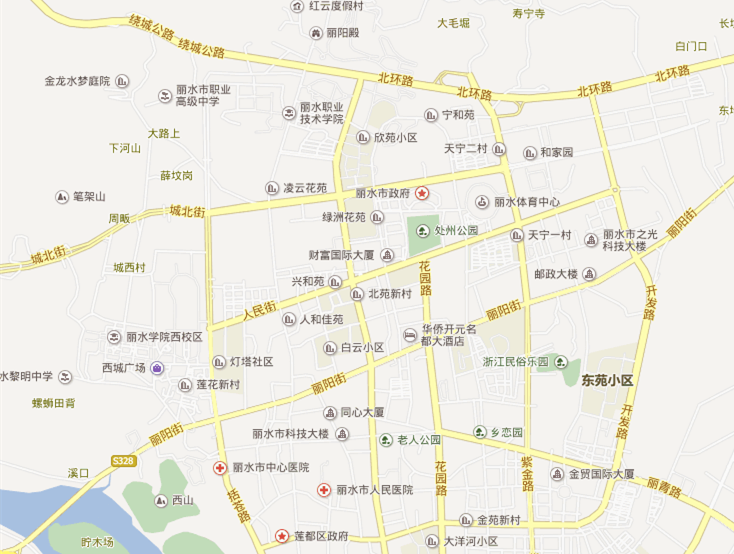 红云度假村
大毛堀
寿宁寺
绕城公路
绕城公路
丽阳殿
白门口
金龙水梦庭院
丽水市职业
高级中学
北环路
北环路
北环路
北环路
丽水职业
技术学院
宁和苑
大路上
欣苑小区
下河山
天宁二村
和家园
薛坟岗
凌云花苑
丽水市政府
笔架山
丽水体育中心
周畈
城北街
绿洲花苑
处州公园
丽阳街
天宁一村
丽水市之光
科技大楼
城北街
财富国际大厦
城西村
花园路
邮政大楼
兴和苑
北苑新村
开发路
人民街
丽阳街
人和佳苑
丽水学院西校区
华侨开元名
都大酒店
白云小区
西城广场
灯塔社区
浙江民俗乐园
水黎明中学
莲花新村
丽阳街
东苑小区
螺蛳田背
同心大厦
开发路
丽阳街
丽水市科技大楼
老人公园
乡恋园
S328
溪口
丽水市中心医院
花园路
紫金路
金贸国际大厦
丽青路
丽水市人民医院
西山
括苍路
金苑新村
莲都区政府
贮木场
大洋河小区